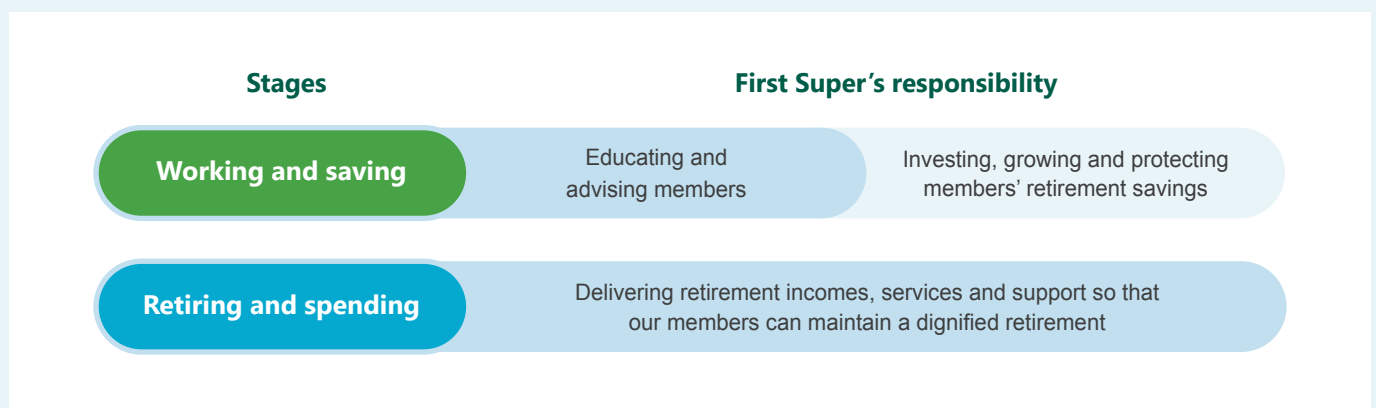 Stages
First Super’s responsibility
Working and saving
Educating and
advising members
Investing, growing and protecting
members’ retirement savings
Retiring and spending
Delivering retirement incomes, services and support so that
our members can maintain a dignified retirement